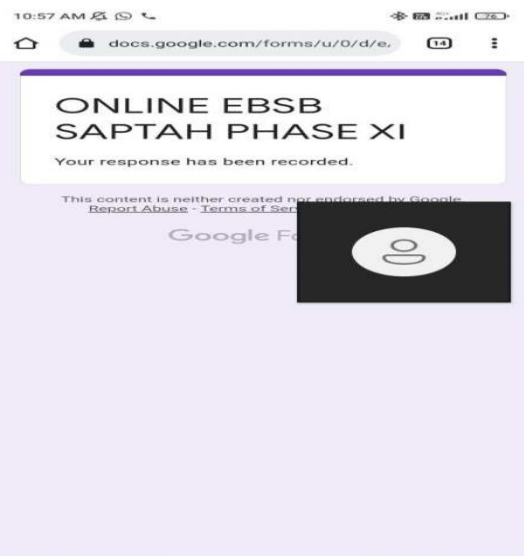 10:57 AM
76
docs.google.com/forms/u/0/d/e,
14
ONLINE EBSB
SAPTAH PHASE XI
Your response has been recorded.
This content is neither created nor endorsed by Google.
Report Abuse - Terms of
Google